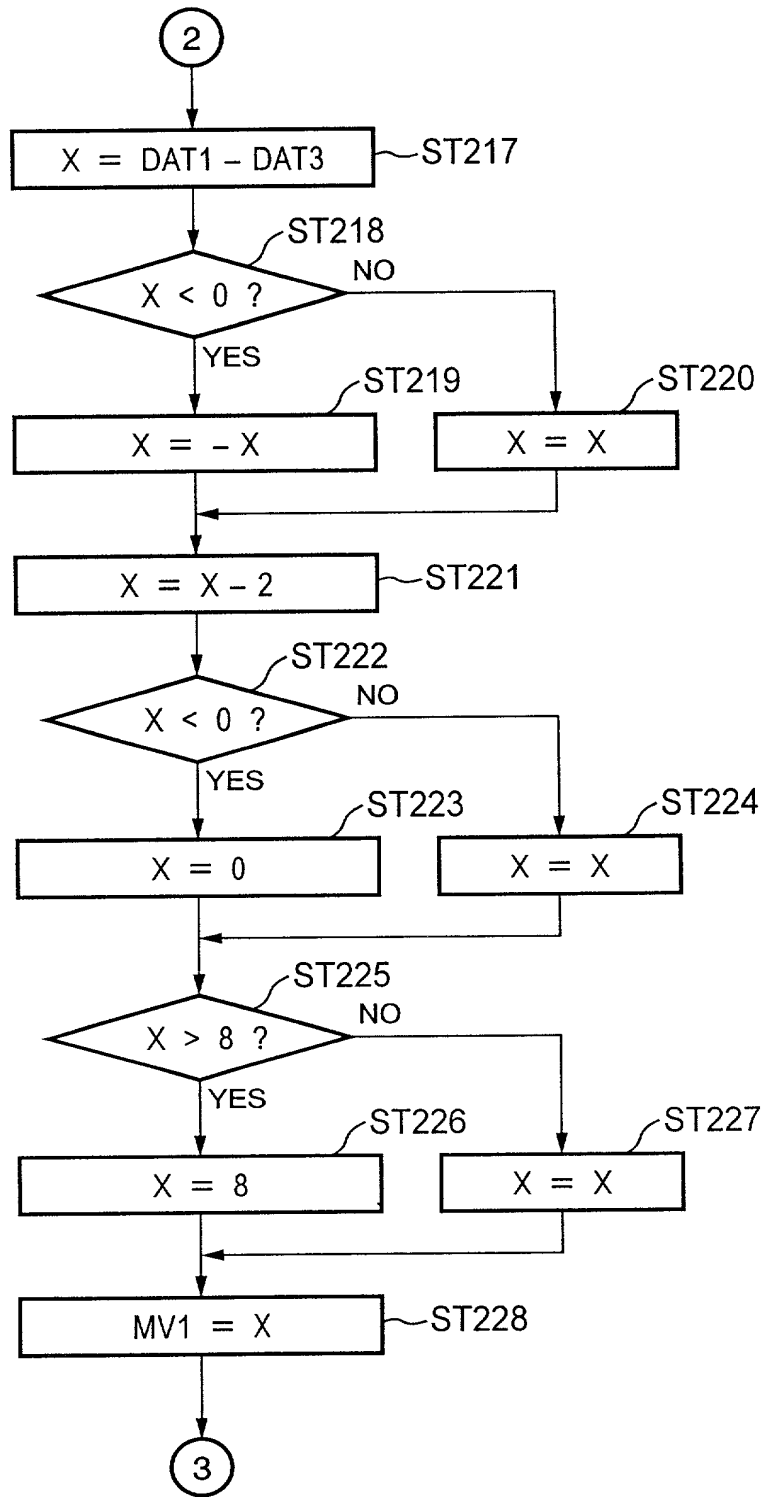 2
X = DAT1 – DAT3
ST217
ST218
X < 0 ?
NO
YES
ST219
X = – X
ST220
X = X
X = X – 2
ST221
ST222
X < 0 ?
NO
YES
ST223
X = 0
ST224
X = X
ST225
X > 8 ?
NO
YES
ST226
X = 8
ST227
X = X
MV1 = X
ST228
3